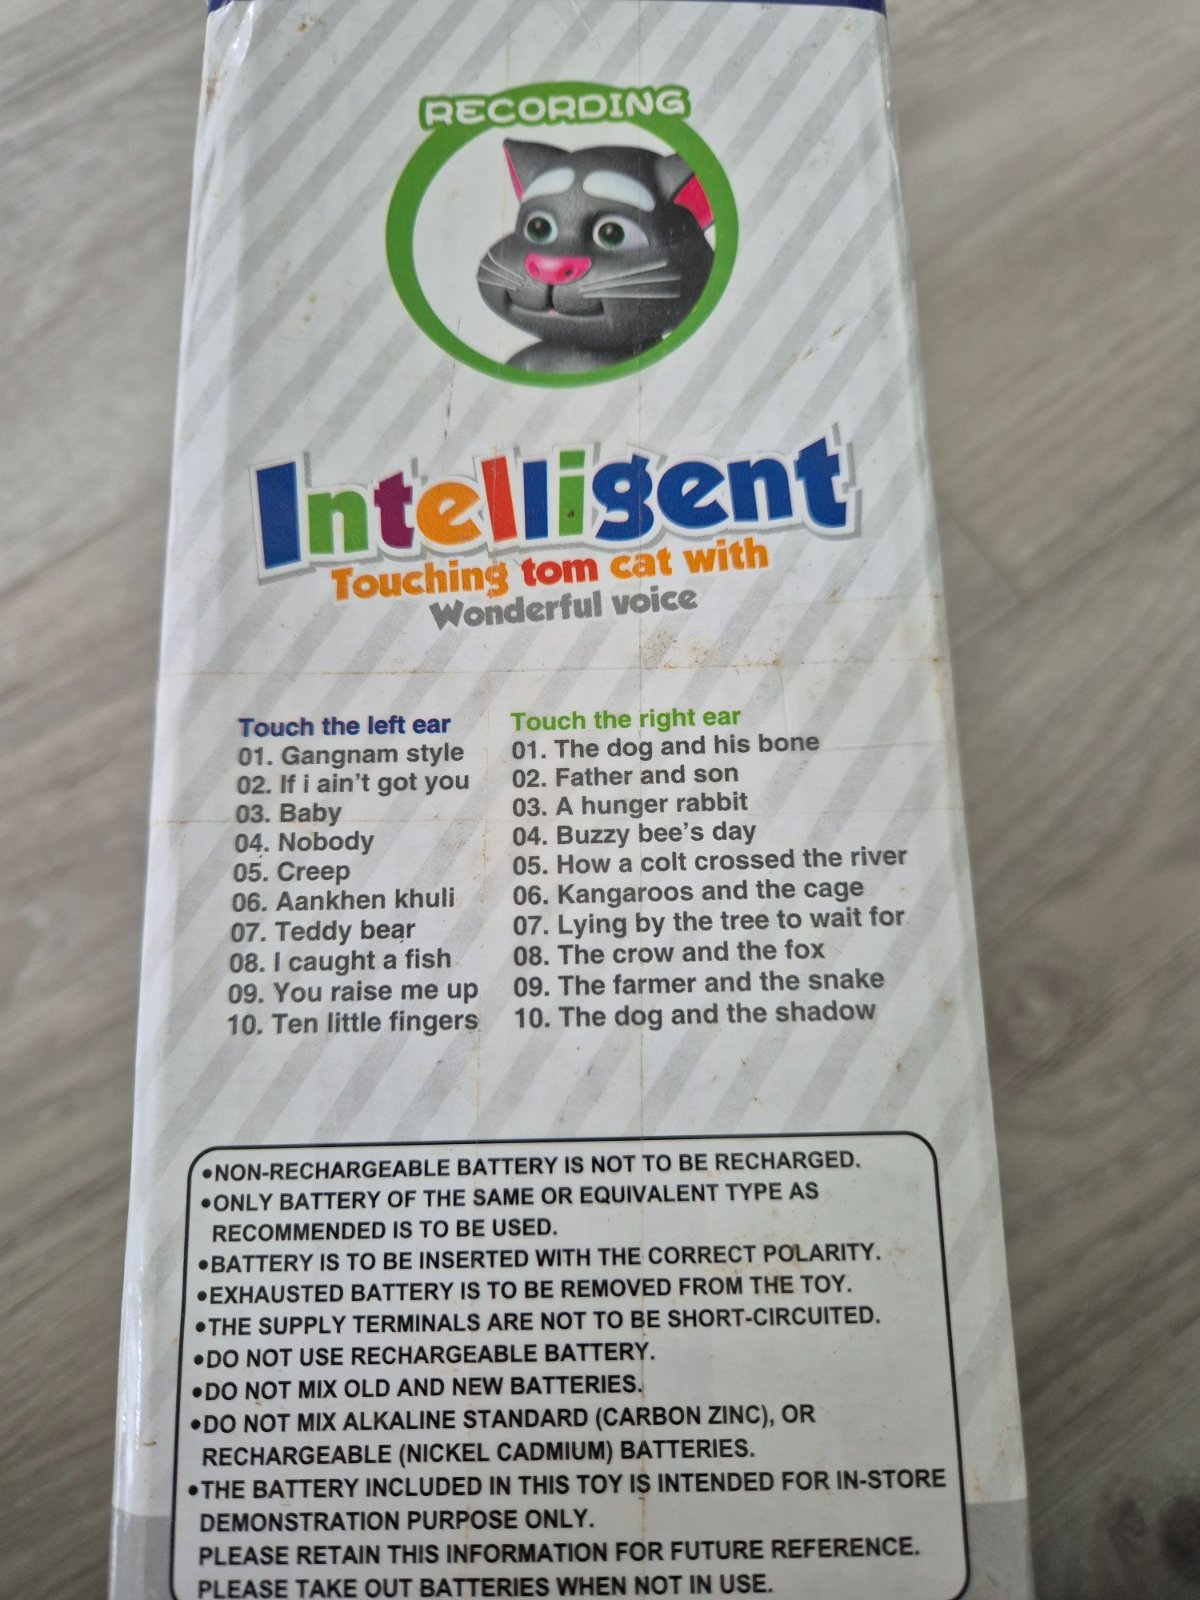 RECORDING
Intelligent
Touching tom cat with
Wonderful voice
Touch the left ear
01. Gangnam style
02. If i ain't got you
03. Baby
04. Nobody
05. Creep
06. Aankhen khuli
07. Teddy bear
08. I caught a fish
09. You raise me up
10. Ten little fingers
Touch the right ear
01. The dog and his bone
02. Father and son
03. A hunger rabbit
04. Buzzy bee's day
05. How a colt crossed the river
06. Kangaroos and the cage
07. Lying by the tree to wait for
08. The crow and the fox
09. The farmer and the snake
10. The dog and the shadow
•NON-RECHARGEABLE BATTERY IS NOT TO BE RECHARGED.
•ONLY BATTERY OF THE SAME OR EQUIVALENT TYPE AS
RECOMMENDED IS TO BE USED.
•BATTERY IS TO BE INSERTED WITH THE CORRECT POLARITY.
•EXHAUSTED BATTERY IS TO BE REMOVED FROM THE TOY.
•THE SUPPLY TERMINALS ARE NOT TO BE SHORT-CIRCUITED.
•DO NOT USE RECHARGEABLE BATTERY.
•DO NOT MIX OLD AND NEW BATTERIES.
•DO NOT MIX ALKALINE STANDARD (CARBON ZINC), OR
RECHARGEABLE (NICKEL CADMIUM) BATTERIES.
•THE BATTERY INCLUDED IN THIS TOY IS INTENDED FOR IN-STORE
DEMONSTRATION PURPOSE ONLY.
PLEASE RETAIN THIS INFORMATION FOR FUTURE REFERENCE.
PLEASE TAKE OUT BATTERIES WHEN NOT IN USE.